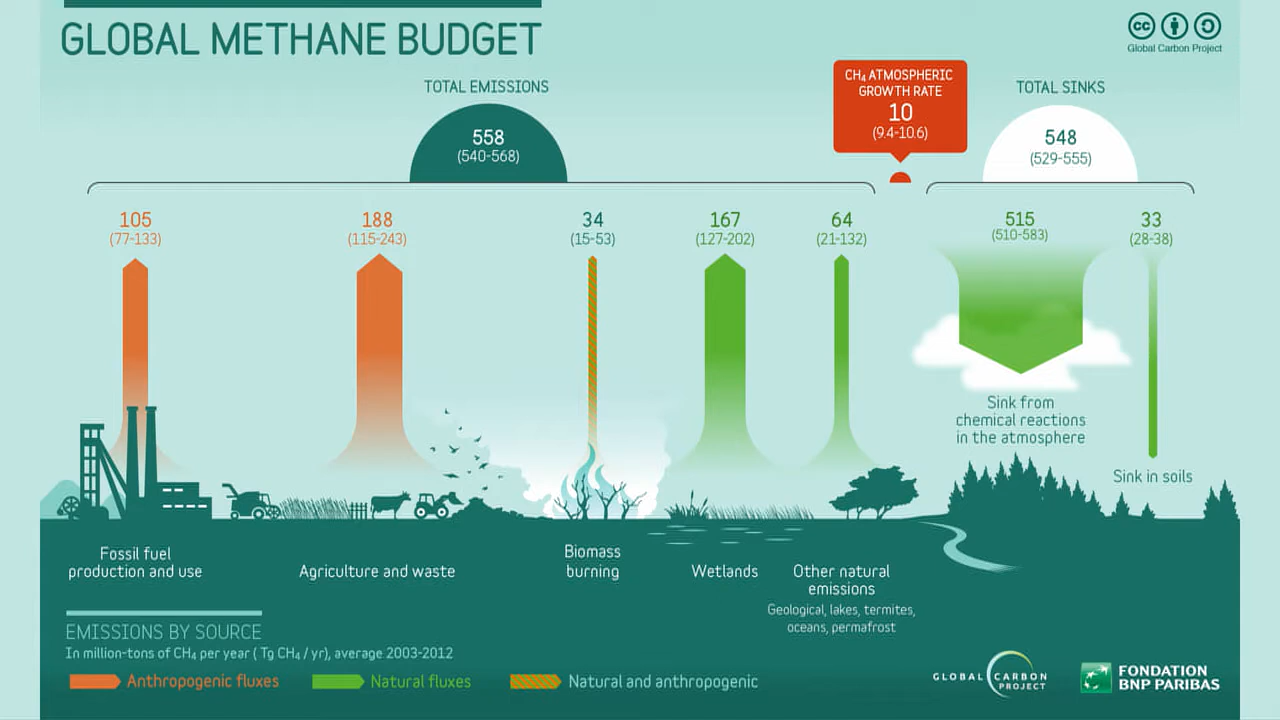 GLOBAL METHANE BUDGET
cc
Global Carbon Project
TOTAL EMISSIONS
558
(540-568)
CH₄ ATMOSPHERIC
GROWTH RATE
10
(9.4-10.6)
TOTAL SINKS
548
(529-555)
105
(77-133)
188
(115-243)
34
(15-53)
167
(127-202)
64
(21-132)
515
(510-583)
33
(28-38)
Sink from
chemical reactions
in the atmosphere
Sink in soils
Fossil fuel
production and use
Agriculture and waste
Biomass
burning
Wetlands
Other natural
emissions
Geological, lakes, termites,
oceans, permafrost
EMISSIONS BY SOURCE
In million-tons of CH₄ per year ( Tg CH₄ / yr), average 2003-2012
Anthropogenic fluxes
Natural fluxes
Natural and anthropogenic
GLOBAL CARBON
PROJECT
FONDATION
BNP PARIBAS